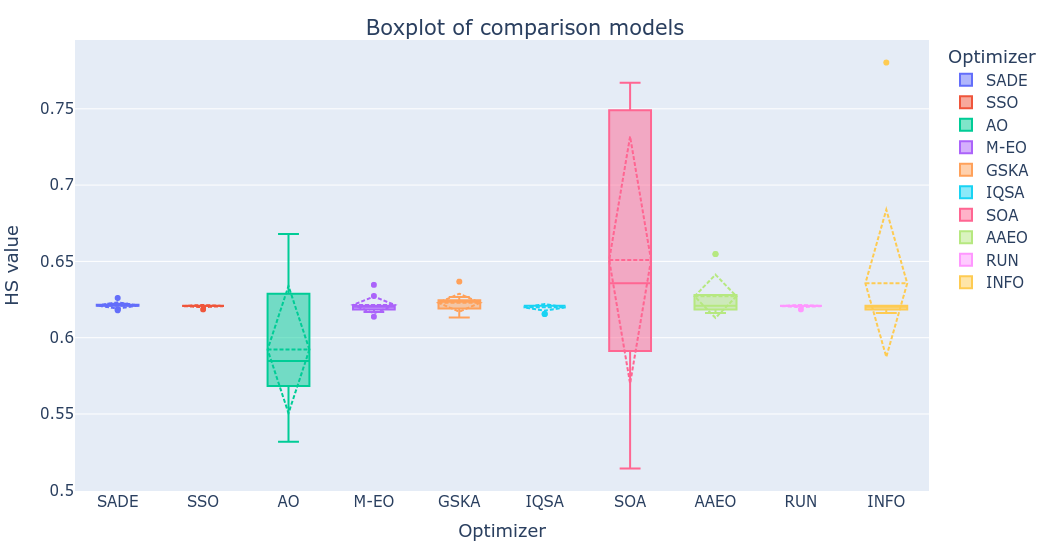 Boxplot of comparison models
HS value
0.75
0.7
0.65
0.6
0.55
0.5
SADE SSO AO M-EO GSKA IQSA SOA AAEO RUN INFO
Optimizer
Optimizer
SADE
SSO
AO
M-EO
GSKA
IQSA
SOA
AAEO
RUN
INFO